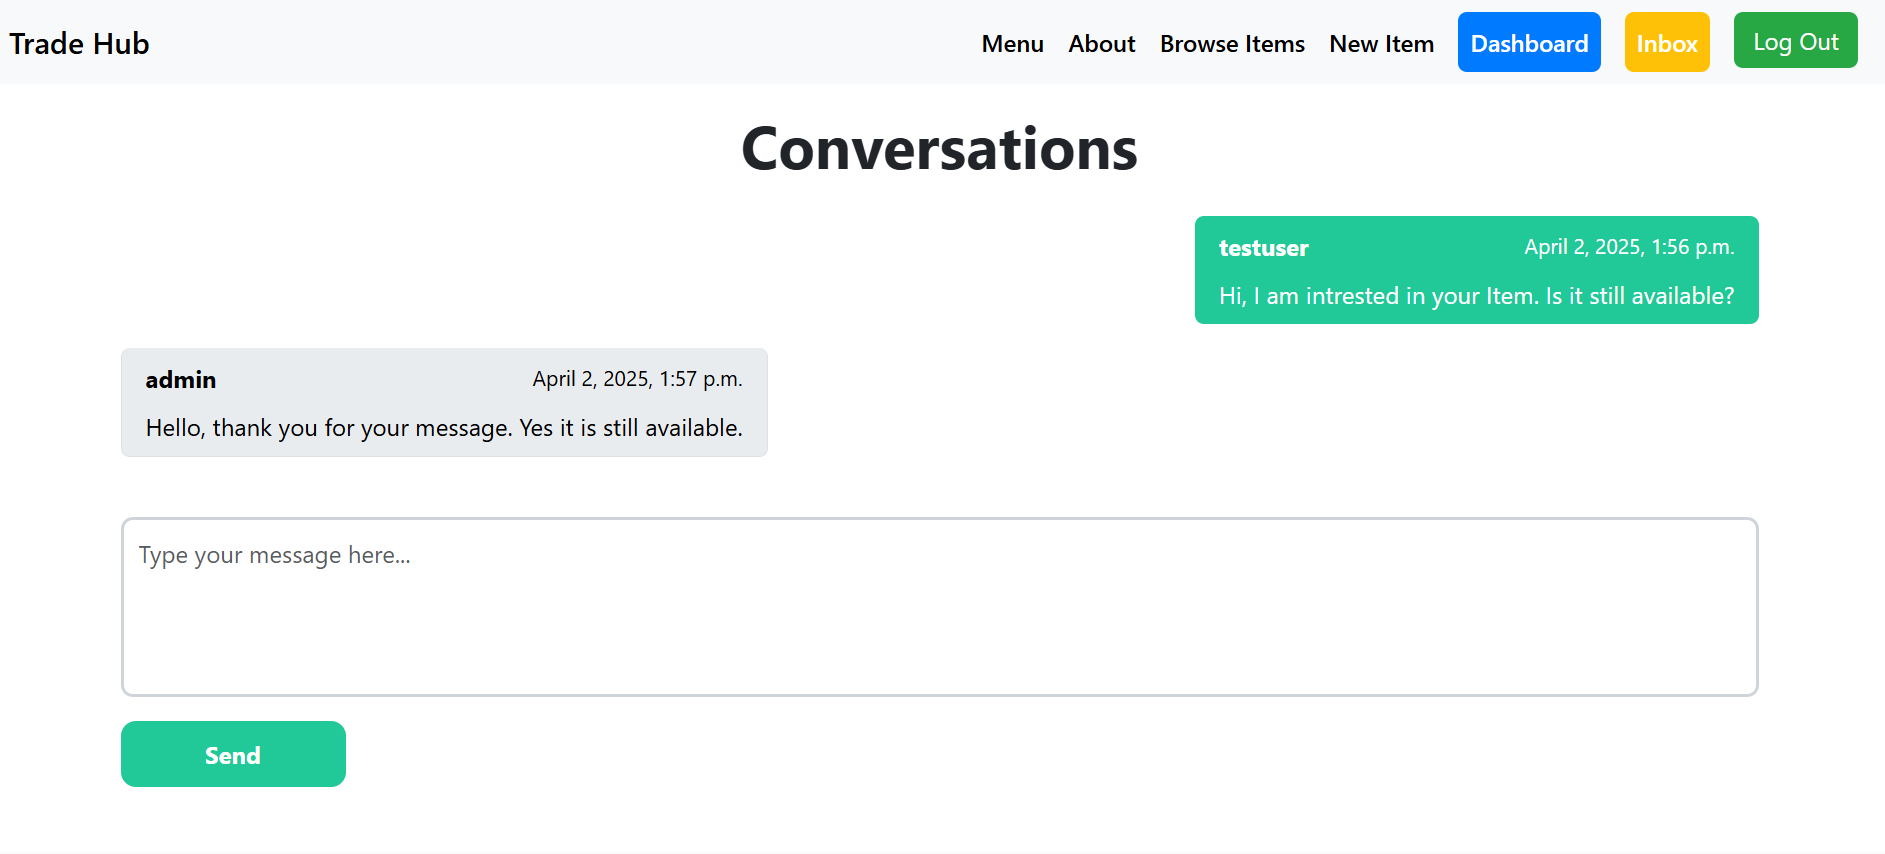 Trade Hub Menu About Browse Items New Item Dashboard Inbox Log Out
Conversations
testuser April 2, 2025, 1:56 p.m.
Hi, I am intrested in your Item. Is it still available?
admin April 2, 2025, 1:57 p.m.
Hello, thank you for your message. Yes it is still available.
Type your message here...
Send